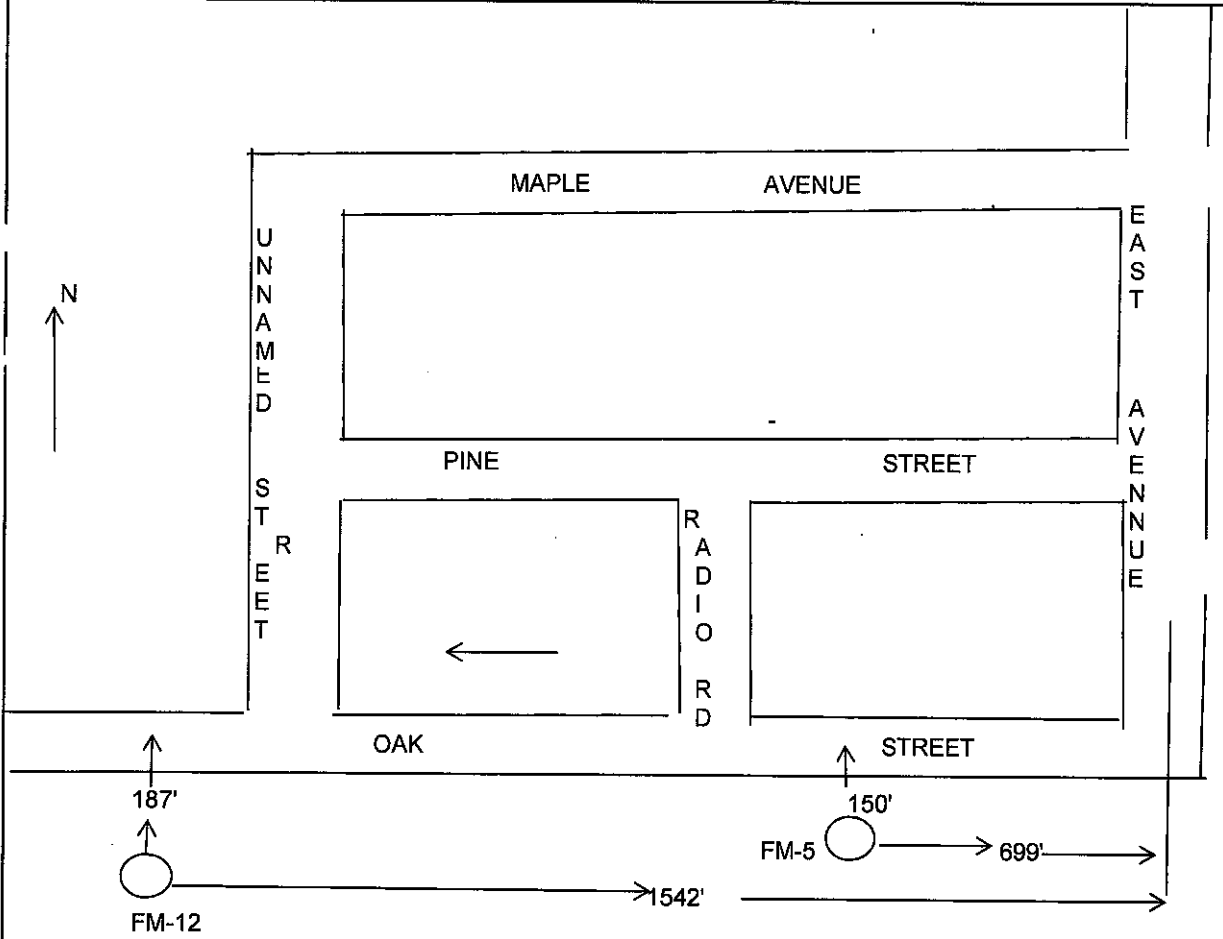 MAPLE AVENUE
UNNAMED STREET
EAST AVENNUE
N
PINE STREET
RADIO RD
OAK STREET
187'
150'
FM-5
699'
1542'
FM-12